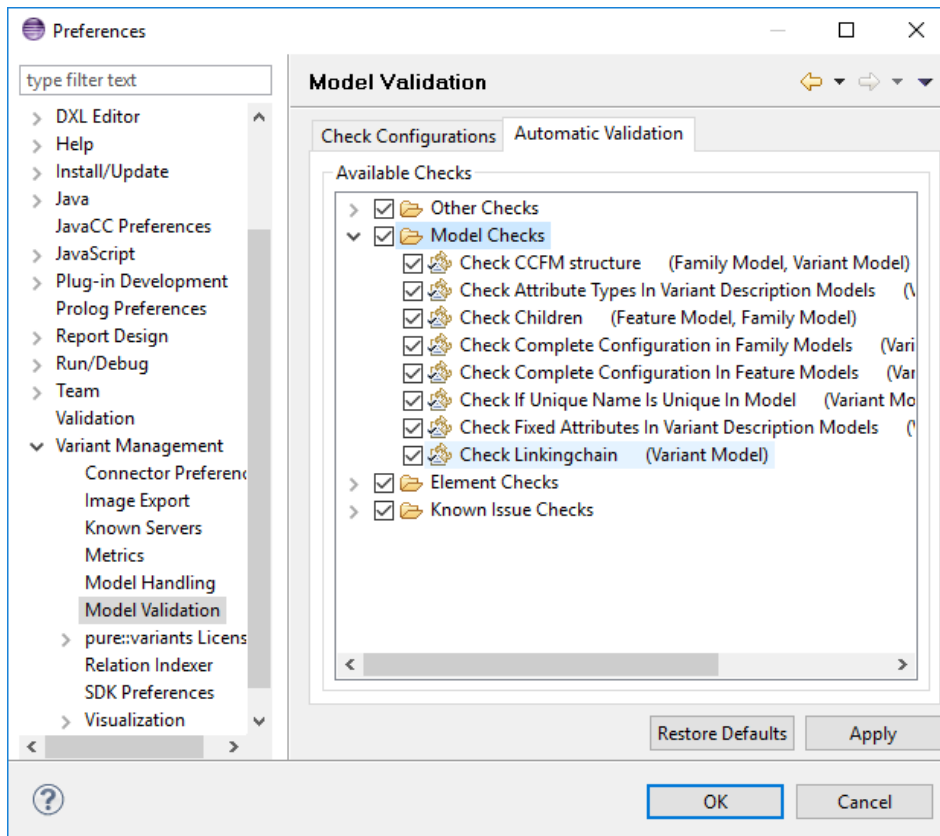 Preferences
type filter text
DXL Editor
Help
Install/Update
Java
JavaCC Preferences
JavaScript
Plug-in Development
Prolog Preferences
Report Design
Run/Debug
Team
Validation
Variant Management
Connector Preferenc
Image Export
Known Servers
Metrics
Model Handling
Model Validation
pure::variants Licens
Relation Indexer
SDK Preferences
Visualization
Model Validation
Check Configurations
Automatic Validation
Available Checks
Other Checks
Model Checks
Check CCFM structure (Family Model, Variant Model)
Check Attribute Types In Variant Description Models (V
Check Children (Feature Model, Family Model)
Check Complete Configuration in Family Models (Vari
Check Complete Configuration In Feature Models (Var
Check If Unique Name Is Unique In Model (Variant Mo
Check Fixed Attributes In Variant Description Models (V
Check Linkingchain (Variant Model)
Element Checks
Known Issue Checks
Restore Defaults
Apply
?
OK
Cancel